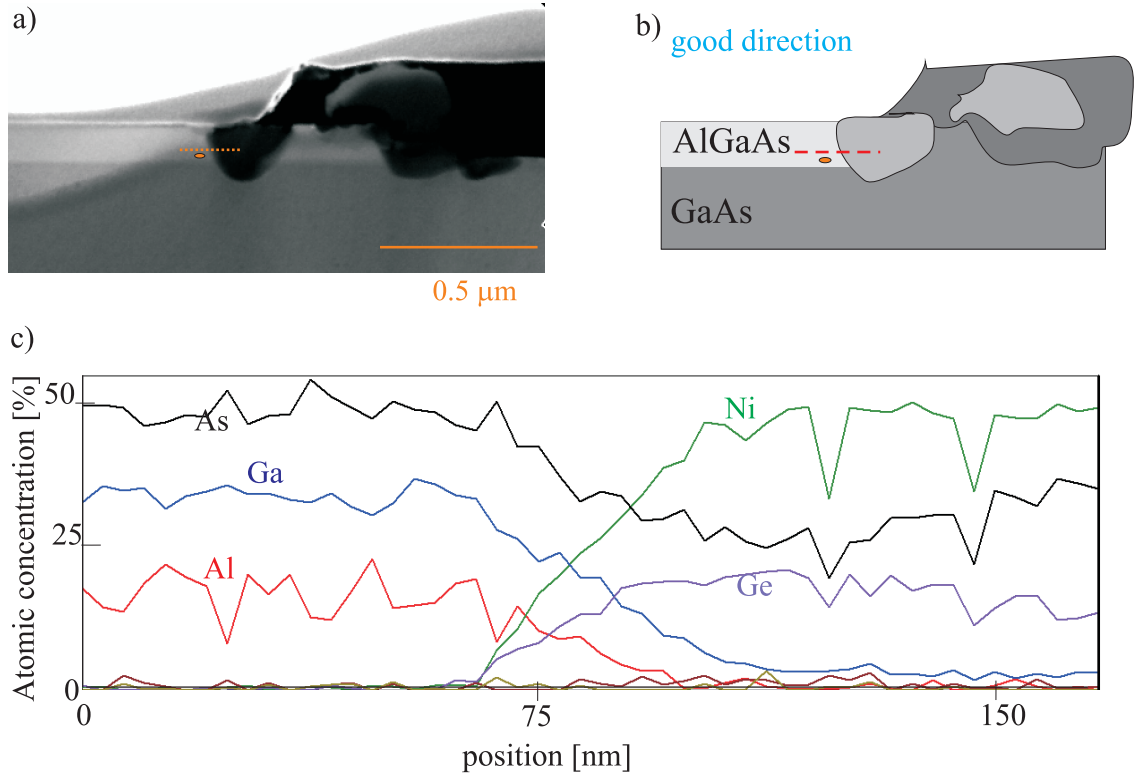 a)
0.5 µm
b)
good direction
AlGaAs
GaAs
c)
Atomic concentration [%]
50
25
0
As
Ga
Al
Ni
Ge
0
75
150
position [nm]